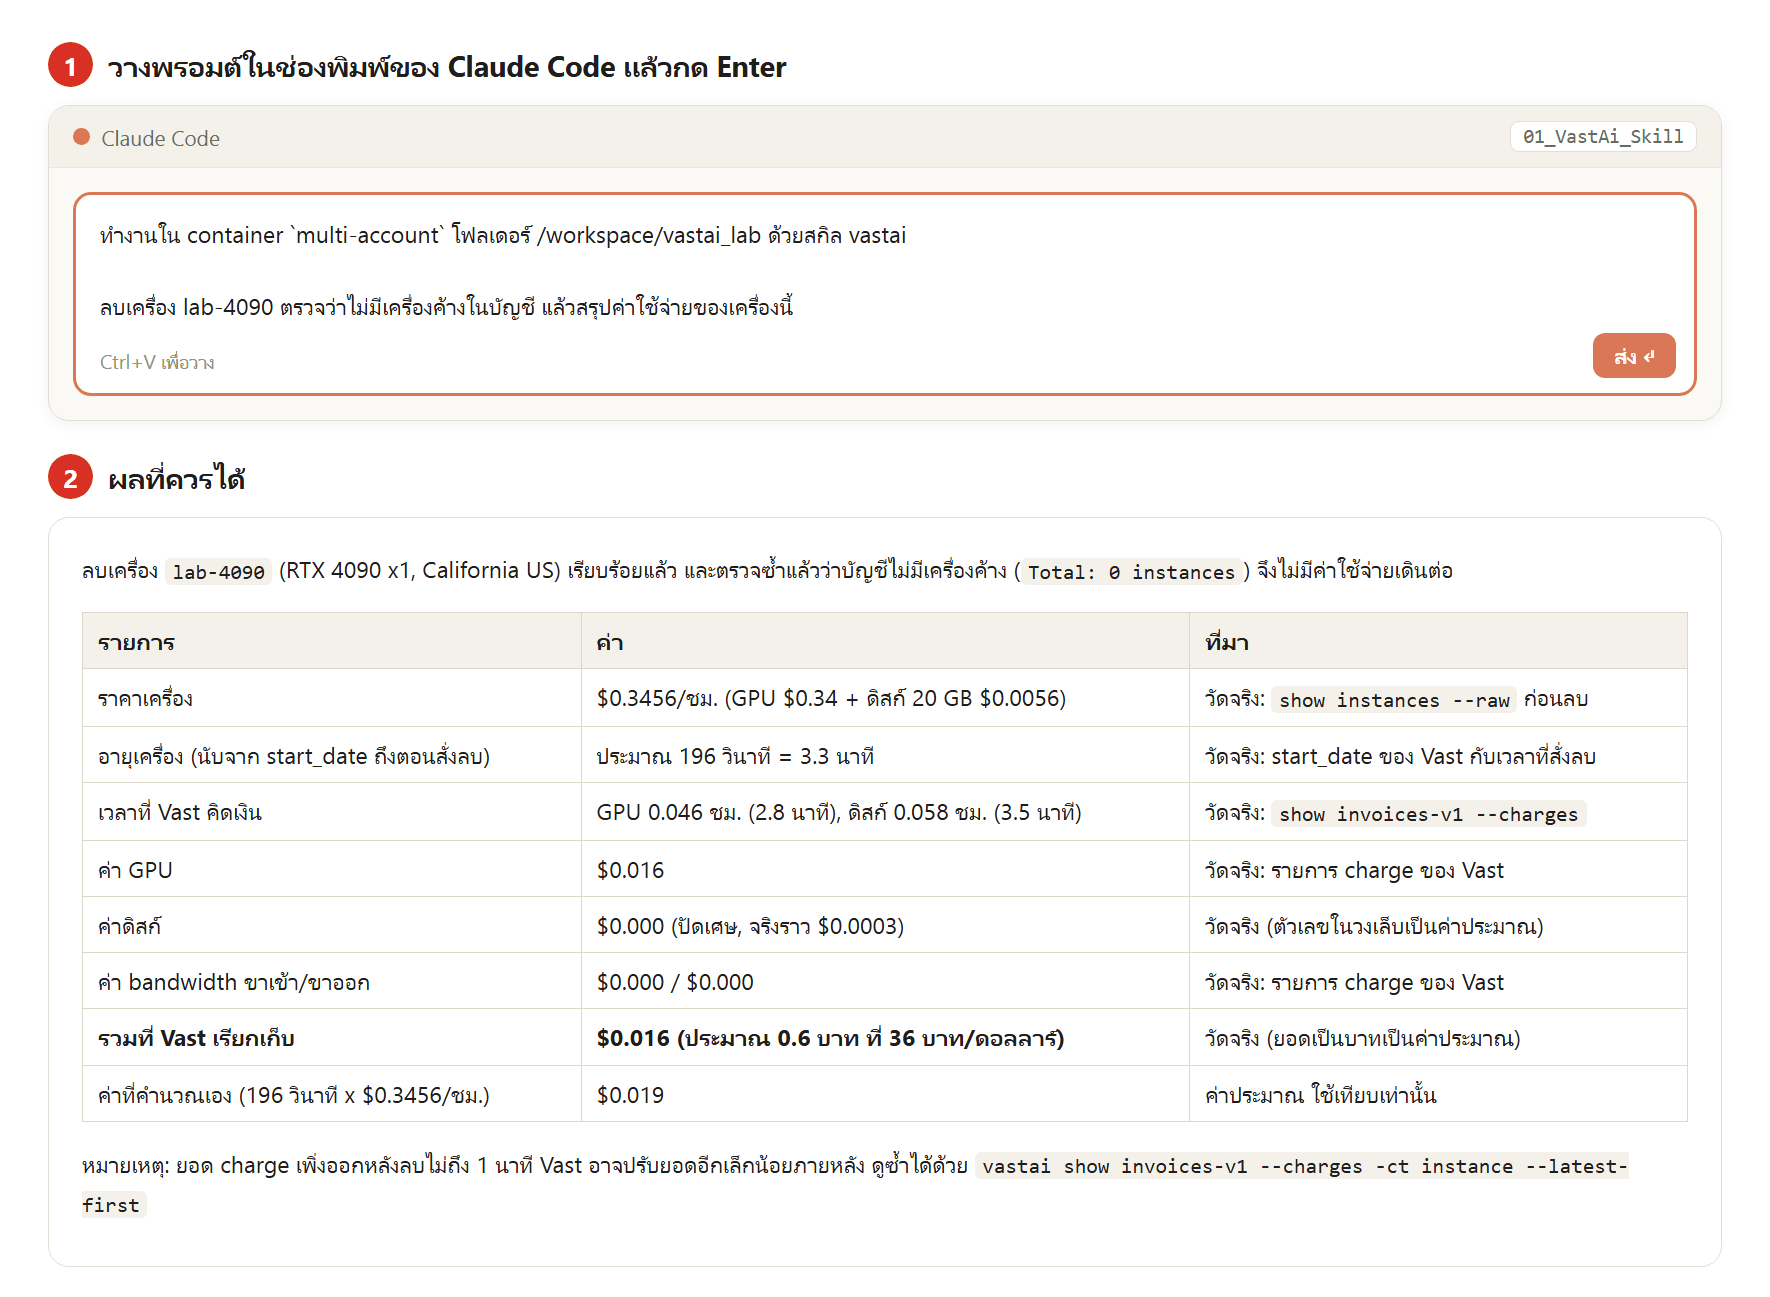 1 วางพรอมต์ในช่องพิมพ์ของ Claude Code แล้วกด Enter
Claude Code
01_VastAi_Skill
ทำงานใน container `multi-account` โฟลเดอร์ /workspace/vastai_lab ด้วยสกิล vastai
ลบเครื่อง lab-4090 ตรวจว่าไม่มีเครื่องค้างในบัญชี แล้วสรุปค่าใช้จ่ายของเครื่องนี้
Ctrl+V เพื่อวาง
ส่ง ↵
2 ผลที่ควรได้
ลบเครื่อง lab-4090 (RTX 4090 x1, California US) เรียบร้อยแล้ว และตรวจซ้ำแล้วว่าบัญชีไม่มีเครื่องค้าง ( Total: 0 instances ) จึงไม่มีค่าใช้จ่ายเดินต่อ
รายการ ค่า ที่มา
ราคาเครื่อง $0.3456/ชม. (GPU $0.34 + ดิสก์ 20 GB $0.0056) วัดจริง: show instances --raw ก่อนลบ
อายุเครื่อง (นับจาก start_date ถึงตอนสั่งลบ) ประมาณ 196 วินาที = 3.3 นาที วัดจริง: start_date ของ Vast กับเวลาที่สั่งลบ
เวลาที่ Vast คิดเงิน GPU 0.046 ชม. (2.8 นาที), ดิสก์ 0.058 ชม. (3.5 นาที) วัดจริง: show invoices-v1 --charges
ค่า GPU $0.016 วัดจริง: รายการ charge ของ Vast
ค่าดิสก์ $0.000 (ปัดเศษ, จริงราว $0.0003) วัดจริง (ตัวเลขในวงเล็บเป็นค่าประมาณ)
ค่า bandwidth ขาเข้า/ขาออก $0.000 / $0.000 วัดจริง: รายการ charge ของ Vast
รวมที่ Vast เรียกเก็บ $0.016 (ประมาณ 0.6 บาท ที่ 36 บาท/ดอลลาร์) วัดจริง (ยอดเป็นบาทเป็นค่าประมาณ)
ค่าที่คำนวณเอง (196 วินาที x $0.3456/ชม.) $0.019 ค่าประมาณ ใช้เทียบเท่านั้น
หมายเหตุ: ยอด charge เพิ่งออกหลังลบไม่ถึง 1 นาที Vast อาจปรับยอดอีกเล็กน้อยภายหลัง ดูซ้ำได้ด้วย vastai show invoices-v1 --charges -ct instance --latest-
first